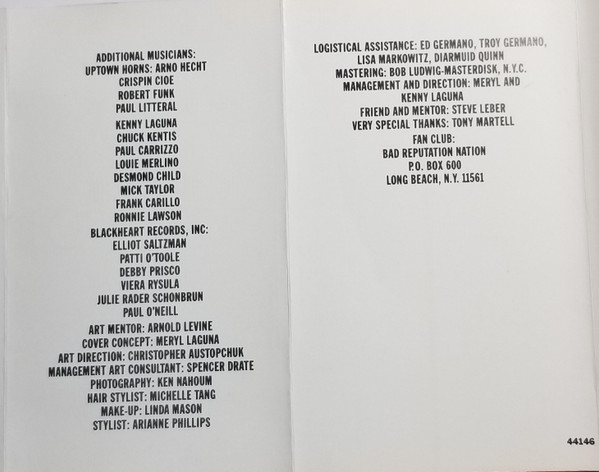 ADDITIONAL MUSICIANS:
UPTOWN HORNS: ARNO HECHT
CRISPIN CIOE
ROBERT FUNK
PAUL LITTERAL
KENNY LAGUNA
CHUCK KENTIS
PAUL CARRIZZO
LOUIE MERLINO
DESMOND CHILD
MICK TAYLOR
FRANK CARILLO
RONNIE LAWSON
BLACKHEART RECORDS, INC:
ELLIOT SALTZMAN
PATTI O'TOOLE
DEBBY PRISCO
VIERA RYSULA
JULIE RADER SCHONBRUN
PAUL O'NEILL
ART MENTOR: ARNOLD LEVINE
COVER CONCEPT: MERYL LAGUNA
ART DIRECTION: CHRISTOPHER AUSTOPCHUK
MANAGEMENT ART CONSULTANT: SPENCER DRATE
PHOTOGRAPHY: KEN NAHOUM
HAIR STYLIST: MICHELLE TANG
MAKE-UP: LINDA MASON
STYLIST: ARIANNE PHILLIPS
LOGISTICAL ASSISTANCE: ED GERMANO, TROY GERMANO,
LISA MARKOWITZ, DIARMUID QUINN
MASTERING: BOB LUDWIG-MASTERDISK, N.Y.C.
MANAGEMENT AND DIRECTION: MERYL AND
KENNY LAGUNA
FRIEND AND MENTOR: STEVE LEBER
VERY SPECIAL THANKS: TONY MARTELL
FAN CLUB:
BAD REPUTATION NATION
P.O. BOX 600
LONG BEACH, N.Y. 11561
44146